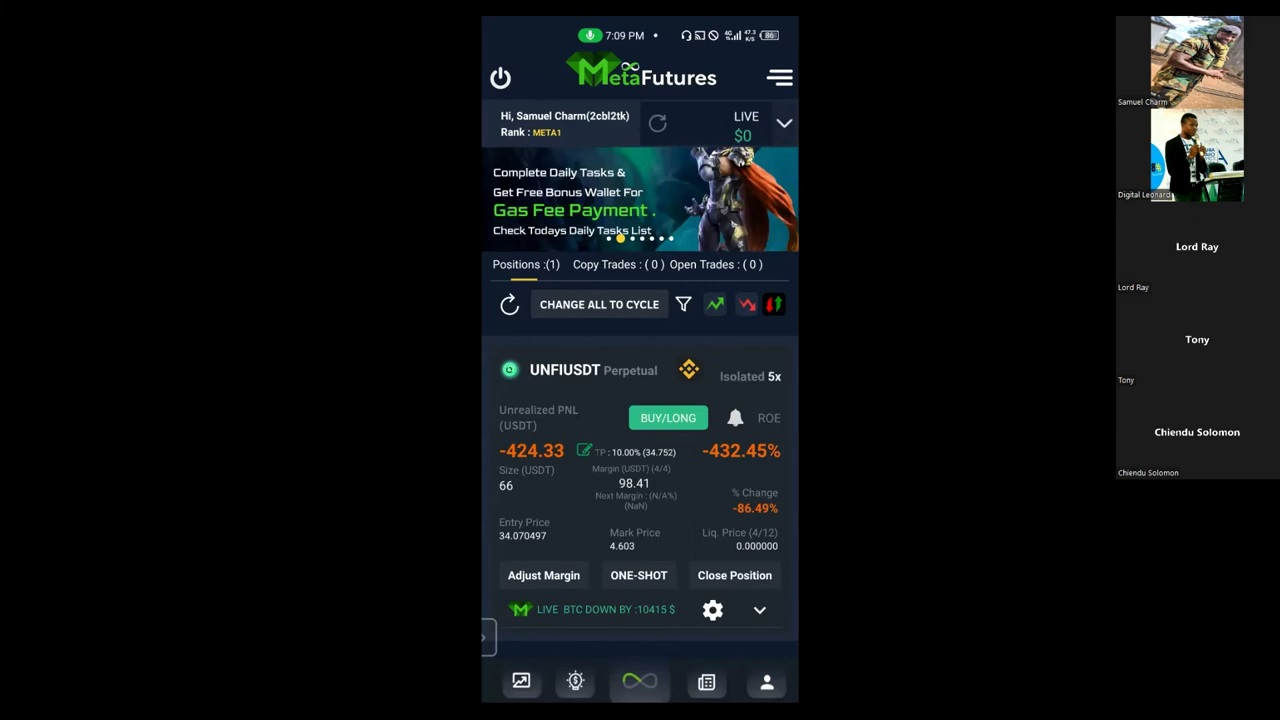 7:09 PM
4G
47.3
K/S
86
MetaFutures
Hi, Samuel Charm(2cbl2tk)
LIVE
Rank : META1
$0
Complete Daily Tasks &
Get Free Bonus Wallet For
Gas Fee Payment .
Check Todays Daily Tasks List
Positions :(1) Copy Trades : ( 0 ) Open Trades : ( 0 )
CHANGE ALL TO CYCLE
UNFIUSDT Perpetual
Isolated 5x
Unrealized PNL
(USDT)
BUY/LONG
ROE
-424.33
TP : 10.00% (34.752)
-432.45%
Size (USDT)
66
Margin (USDT) (4/4)
98.41
Next Margin : (N/A%)
(NaN)
% Change
-86.49%
Entry Price
34.070497
Mark Price
4.603
Liq. Price (4/12)
0.000000
Adjust Margin
ONE-SHOT
Close Position
LIVE BTC DOWN BY :10415 $
Samuel Charm
Digital Leonard
Lord Ray
Lord Ray
Tony
Tony
Chiendu Solomon
Chiendu Solomon